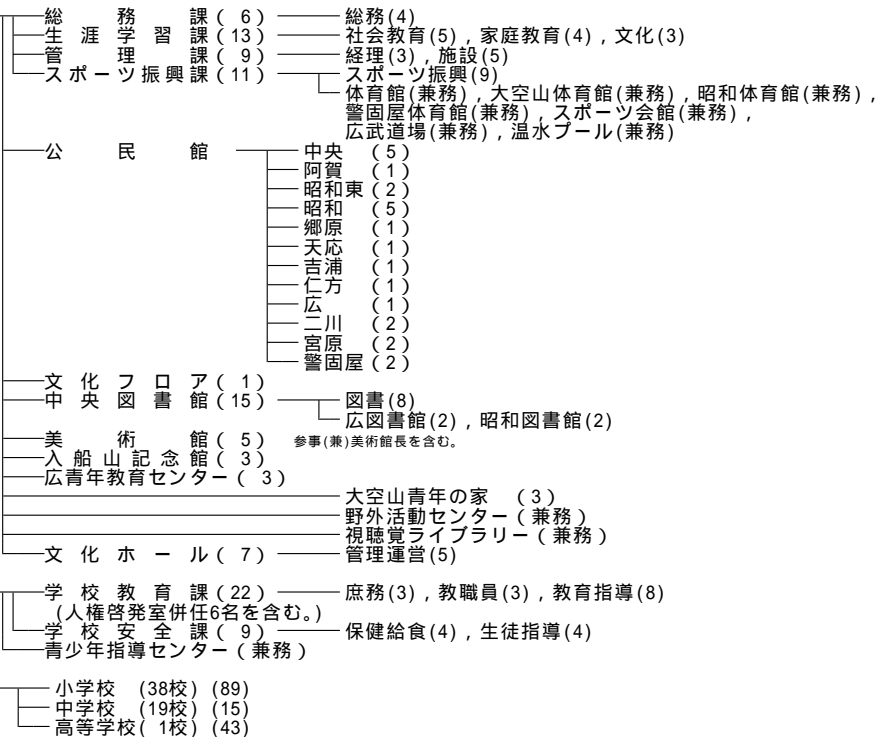 総務課(6) 総務(4)
生涯学習課(13) 社会教育(5),家庭教育(4),文化(3)
管理課(9) 経理(3),施設(5)
スポーツ振興課(11) スポーツ振興(9)
体育館(兼務),大空山体育館(兼務),昭和体育館(兼務),
警固屋体育館(兼務),スポーツ会館(兼務),
広武道場(兼務),温水プール(兼務)
公民館 中央(5)
阿賀(1)
昭和東(2)
昭和(5)
郷原(1)
天応(1)
吉浦(1)
仁方(1)
広(1)
二川(2)
宮原(2)
警固屋(2)
文化フロア(1)
中央図書館(15) 図書(8)
広図書館(2),昭和図書館(2)
美術館(5) 参事(兼)美術館長を含む。
入船山記念館(3)
広青年教育センター(3)
大空山青年の家(3)
野外活動センター(兼務)
視聴覚ライブラリー(兼務)
文化ホール(7) 管理運営(5)
学校教育課(22) 庶務(3),教職員(3),教育指導(8)
(人権啓発室併任6名を含む。)
学校安全課(9) 保健給食(4),生徒指導(4)
青少年指導センター(兼務)
小学校(38校)(89)
中学校(19校)(15)
高等学校(1校)(43)